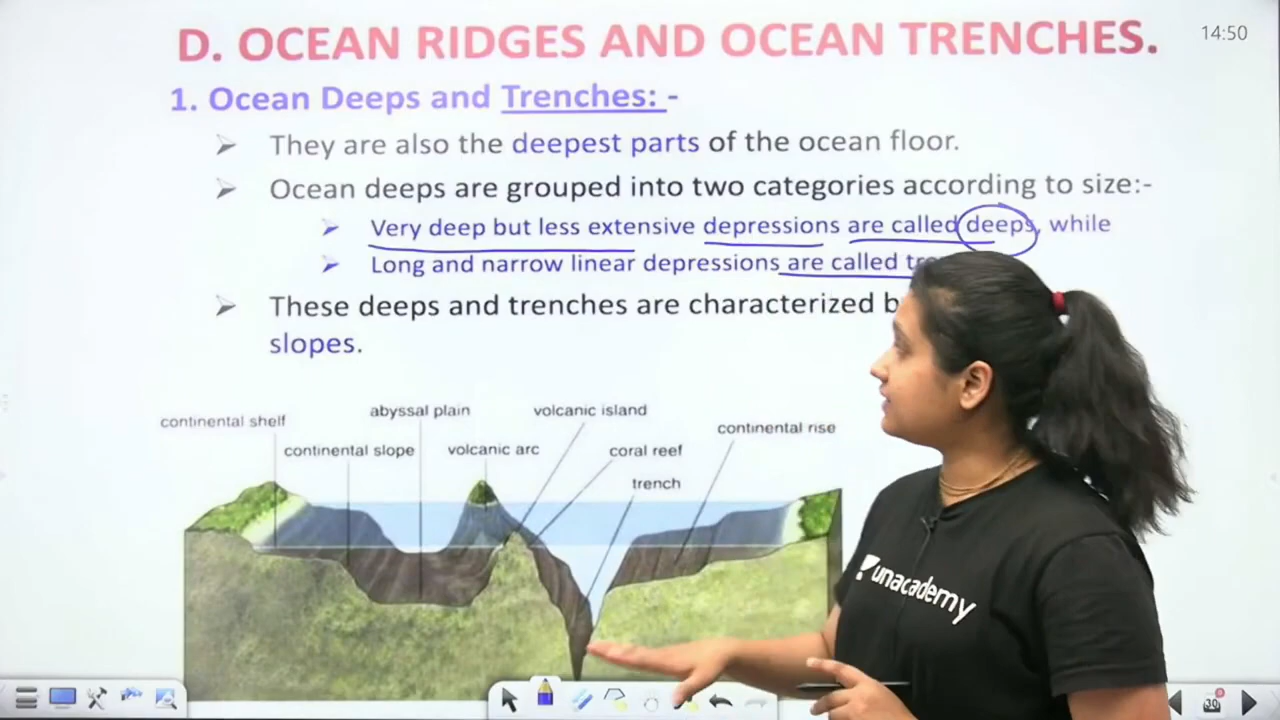 D. OCEAN RIDGES AND OCEAN TRENCHES.
14:50
1. Ocean Deeps and Trenches: -
They are also the deepest parts of the ocean floor.
Ocean deeps are grouped into two categories according to size:-
Very deep but less extensive depressions are called deeps, while
Long and narrow linear depressions are called
These deeps and trenches are characterized
slopes.
continental shelf
abyssal plain
volcanic island
continental rise
continental slope
volcanic arc
coral reef
trench
unacademy
30